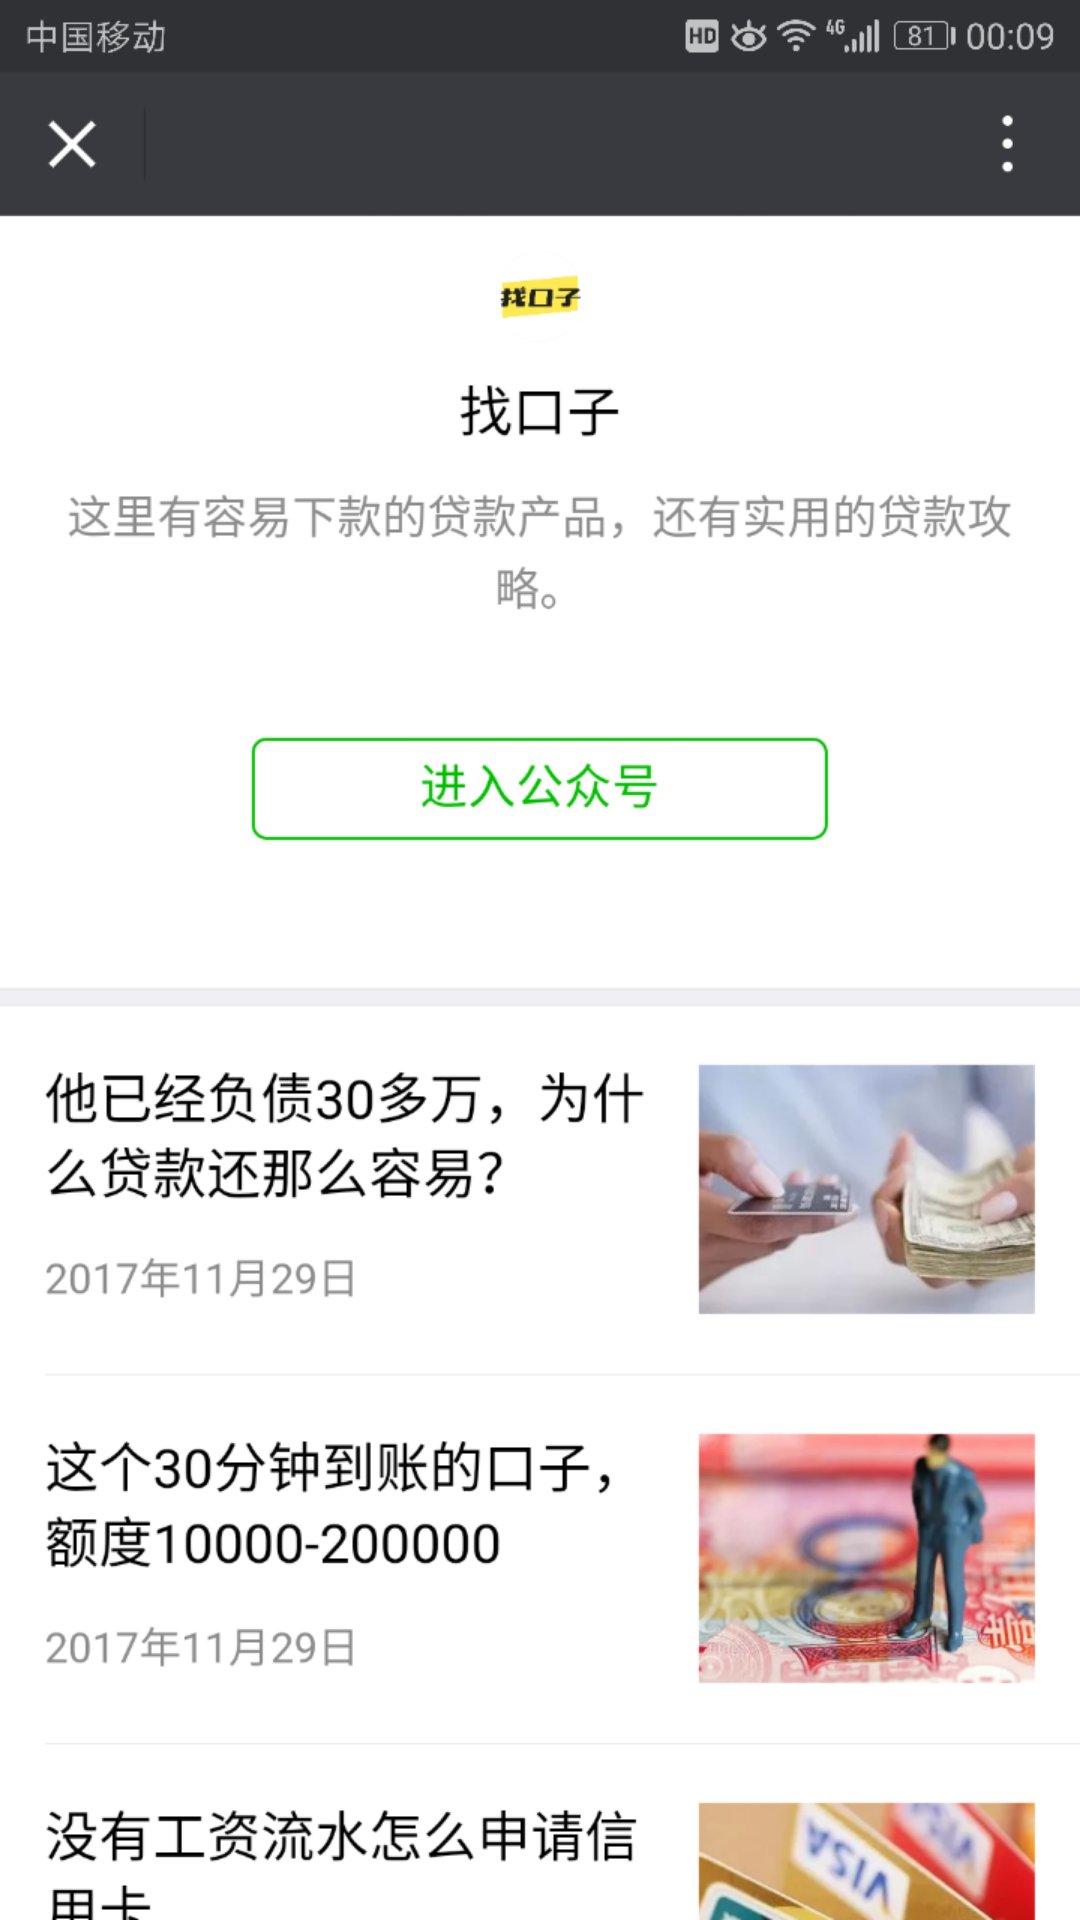 中国移动 HD 4G 81 00:09
找口子
找口子
这里有容易下款的贷款产品，还有实用的贷款攻
略。
进入公众号
他已经负债30多万，为什
么贷款还那么容易？
2017年11月29日
这个30分钟到账的口子，
额度10000-200000
2017年11月29日
没有工资流水怎么申请信
用卡
VISA